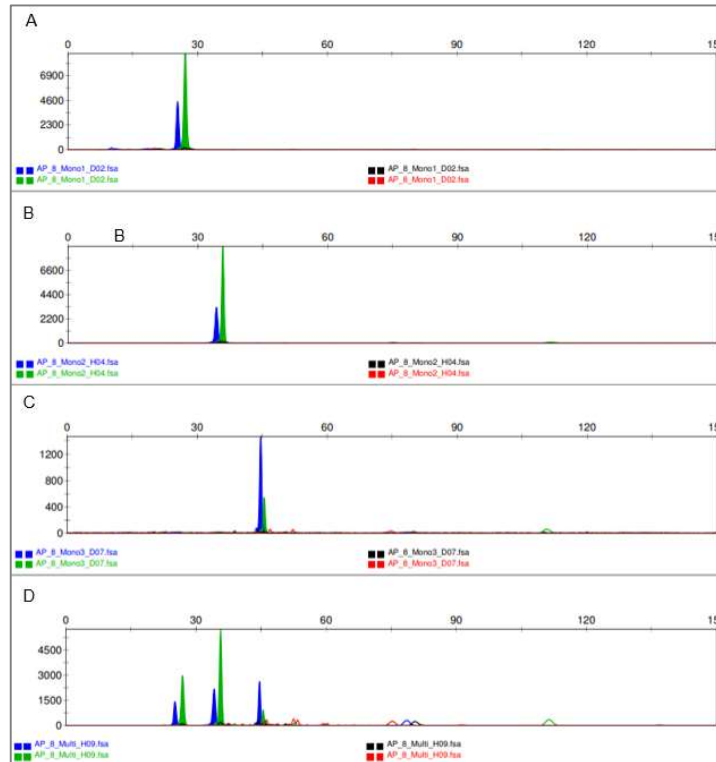 A
0 30 60 90 120 15
6900
4600
2300
0
AP_8_Mono1_D02.fsa AP_8_Mono1_D02.fsa
AP_8_Mono1_D02.fsa AP_8_Mono1_D02.fsa
B
B
0 30 60 90 120 15
6600
4400
2200
0
AP_8_Mono2_H04.fsa AP_8_Mono2_H04.fsa
AP_8_Mono2_H04.fsa AP_8_Mono2_H04.fsa
C
0 30 60 90 120 15
1200
800
400
0
AP_8_Mono3_D07.fsa AP_8_Mono3_D07.fsa
AP_8_Mono3_D07.fsa AP_8_Mono3_D07.fsa
D
0 30 60 90 120 15
4500
3000
1500
0
AP_8_Multi_H09.fsa AP_8_Multi_H09.fsa
AP_8_Multi_H09.fsa AP_8_Multi_H09.fsa